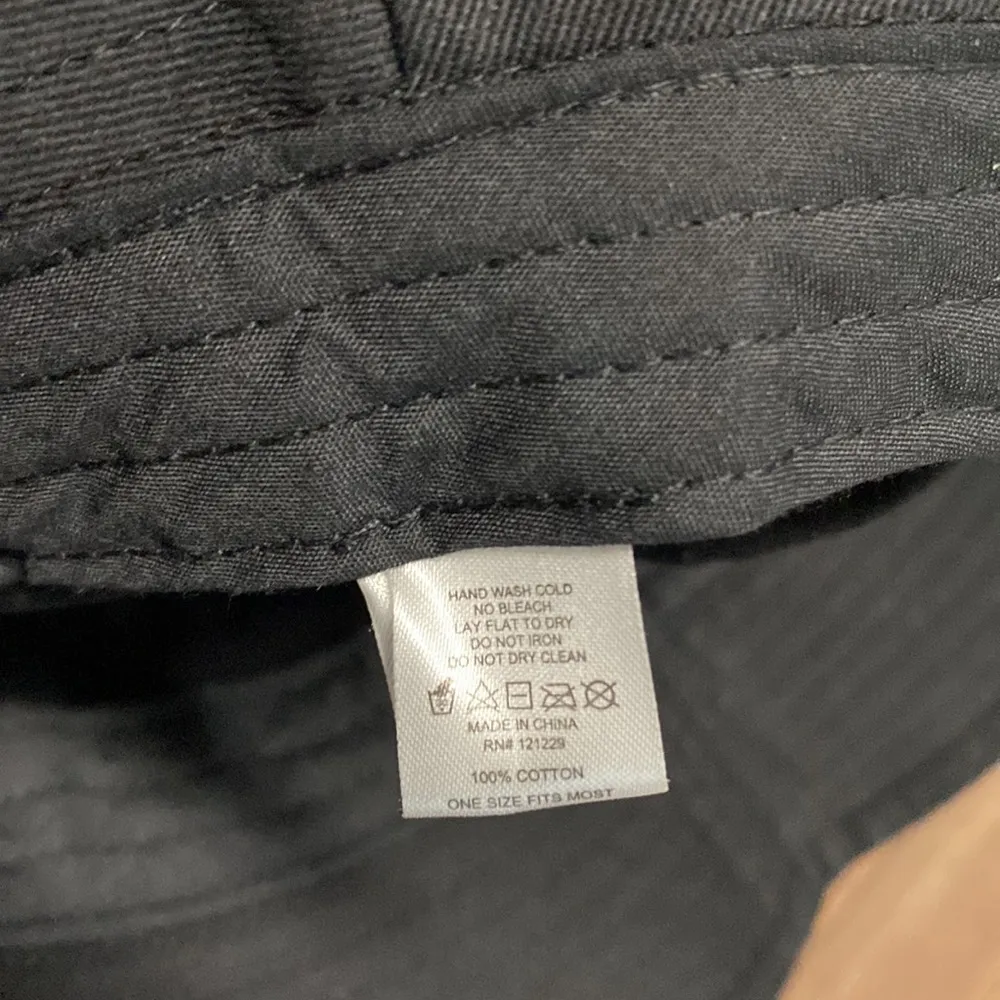 HAND WASH COLD
NO BLEACH
LAY FLAT TO DRY
DO NOT IRON
DO NOT DRY CLEAN
MADE IN CHINA
RN# 121229
100% COTTON
ONE SIZE FITS MOST